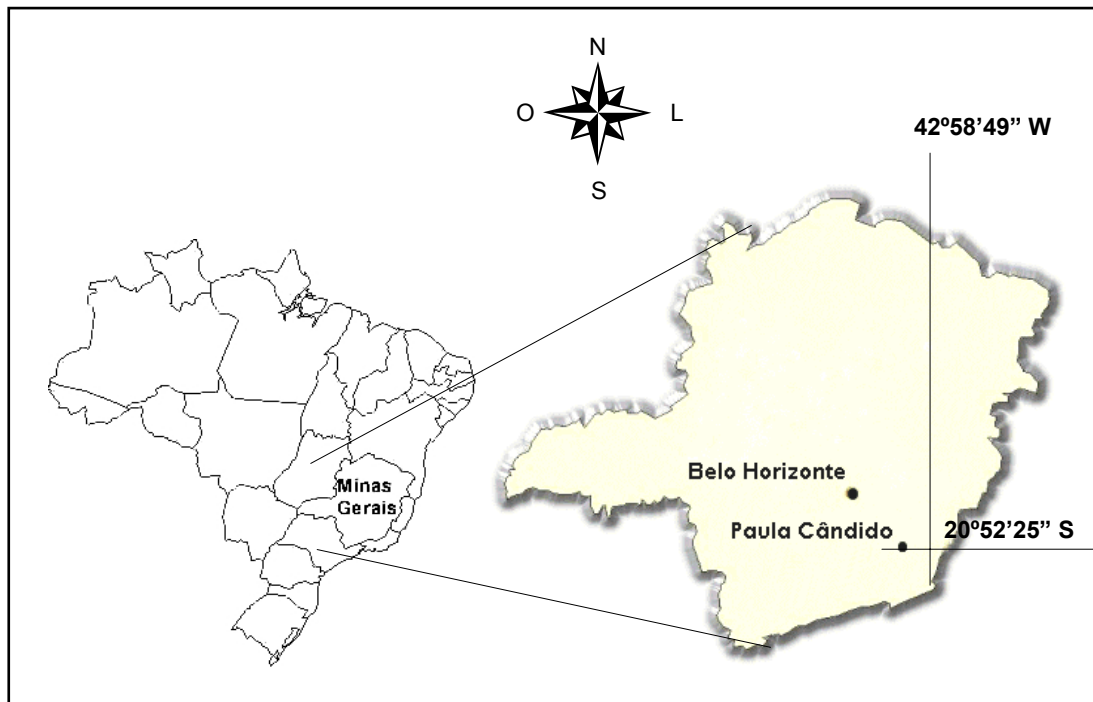 N
O
L
S
42º58’49” W
Minas
Gerais
Belo Horizonte
Paula Cândido
20º52’25” S